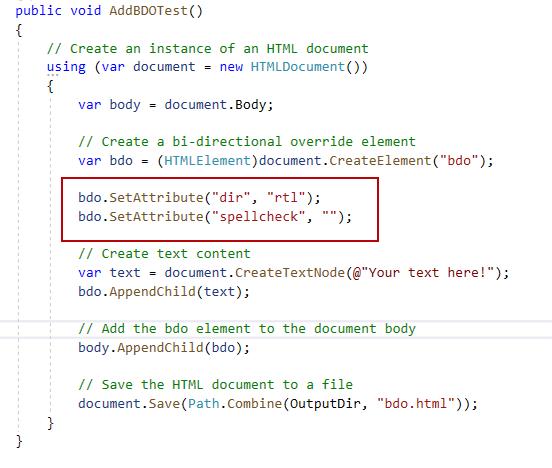 public void AddBDOTest()
{
// Create an instance of an HTML document
using (var document = new HTMLDocument())
{
var body = document.Body;
// Create a bi-directional override element
var bdo = (HTMLElement)document.CreateElement("bdo");
bdo.SetAttribute("dir", "rtl");
bdo.SetAttribute("spellcheck", "");
// Create text content
var text = document.CreateTextNode(@"Your text here!");
bdo.AppendChild(text);
// Add the bdo element to the document body
body.AppendChild(bdo);
// Save the HTML document to a file
document.Save(Path.Combine(OutputDir, "bdo.html"));
}
}